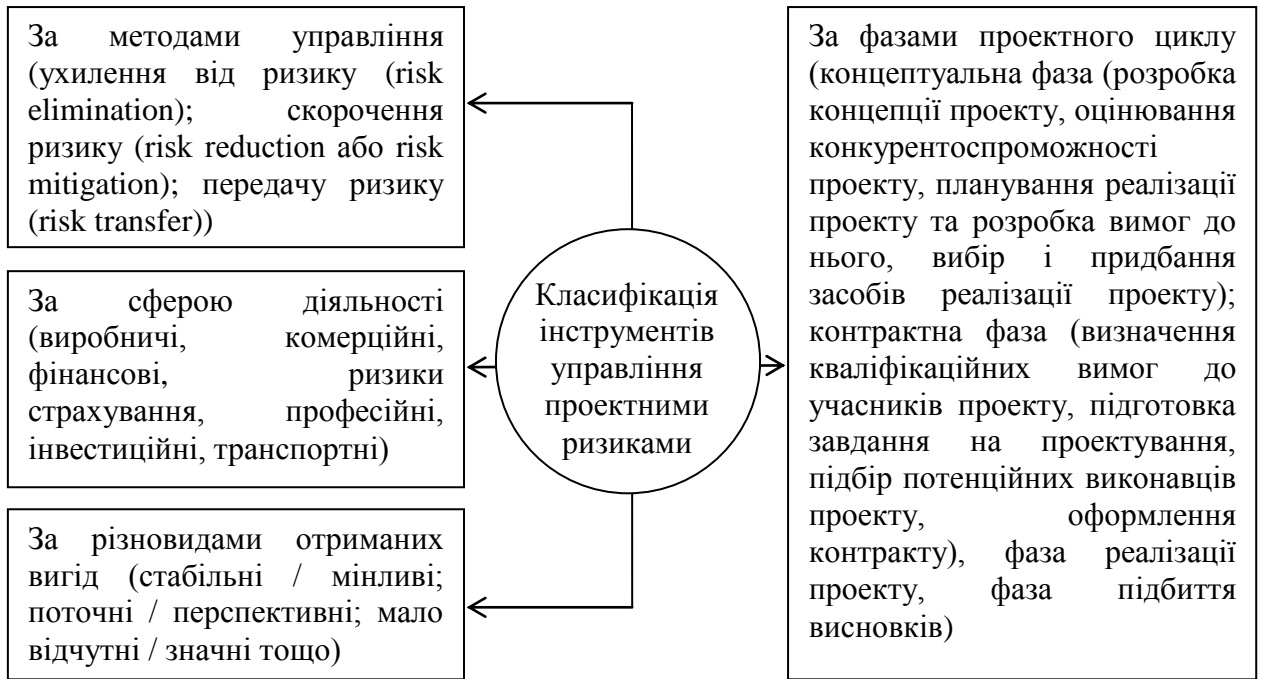 За методами управління
(ухилення від ризику (risk
elimination); скорочення
ризику (risk reduction або risk
mitigation); передачу ризику
(risk transfer))
За сферою діяльності
(виробничі, комерційні,
фінансові, ризики
страхування, професійні,
інвестиційні, транспортні)
За різновидами отриманих
вигід (стабільні / мінливі;
поточні / перспективні; мало
відчутні / значні тощо)
Класифікація
інструментів
управління
проектними
ризиками
За фазами проектного циклу
(концептуальна фаза (розробка
концепції проекту, оцінювання
конкурентоспроможності
проекту, планування реалізації
проекту та розробка вимог до
нього, вибір і придбання
засобів реалізації проекту);
контрактна фаза (визначення
кваліфікаційних вимог до
учасників проекту, підготовка
завдання на проектування,
підбір потенційних виконавців
проекту, оформлення
контракту), фаза реалізації
проекту, фаза підбиття
висновків)